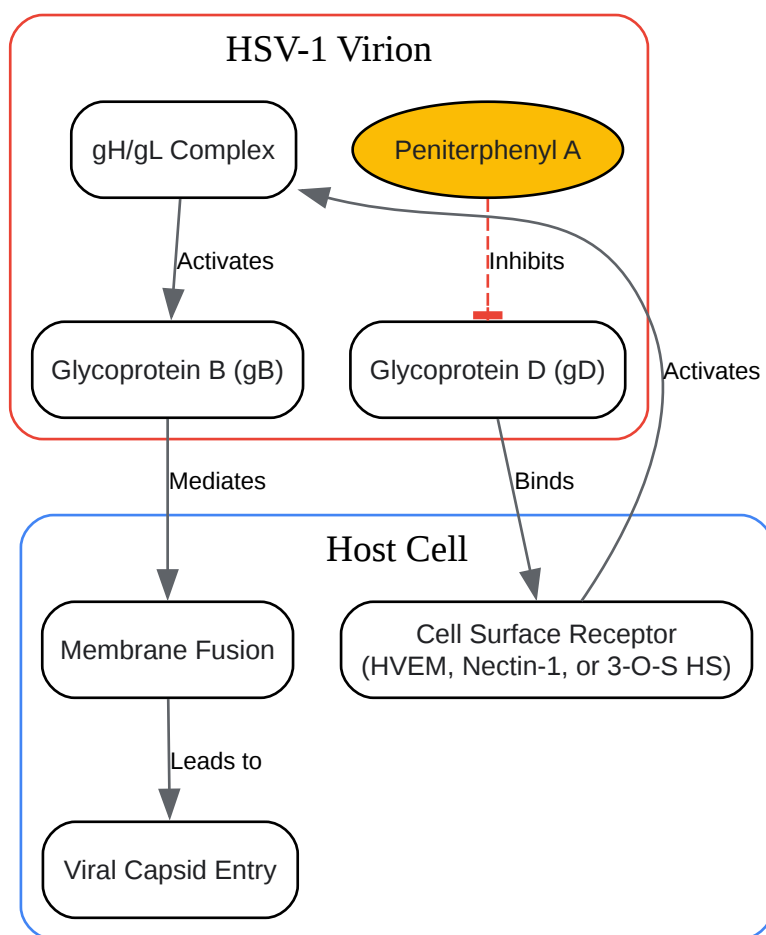 HSV-1 Virion
gH/gL Complex
Peniterphenyl A
Activates
Inhibits
Glycoprotein B (gB)
Glycoprotein D (gD)
Activates
Mediates
Binds
Host Cell
Membrane Fusion
Cell Surface Receptor
(HVEM, Nectin-1, or 3-O-S HS)
Leads to
Viral Capsid Entry